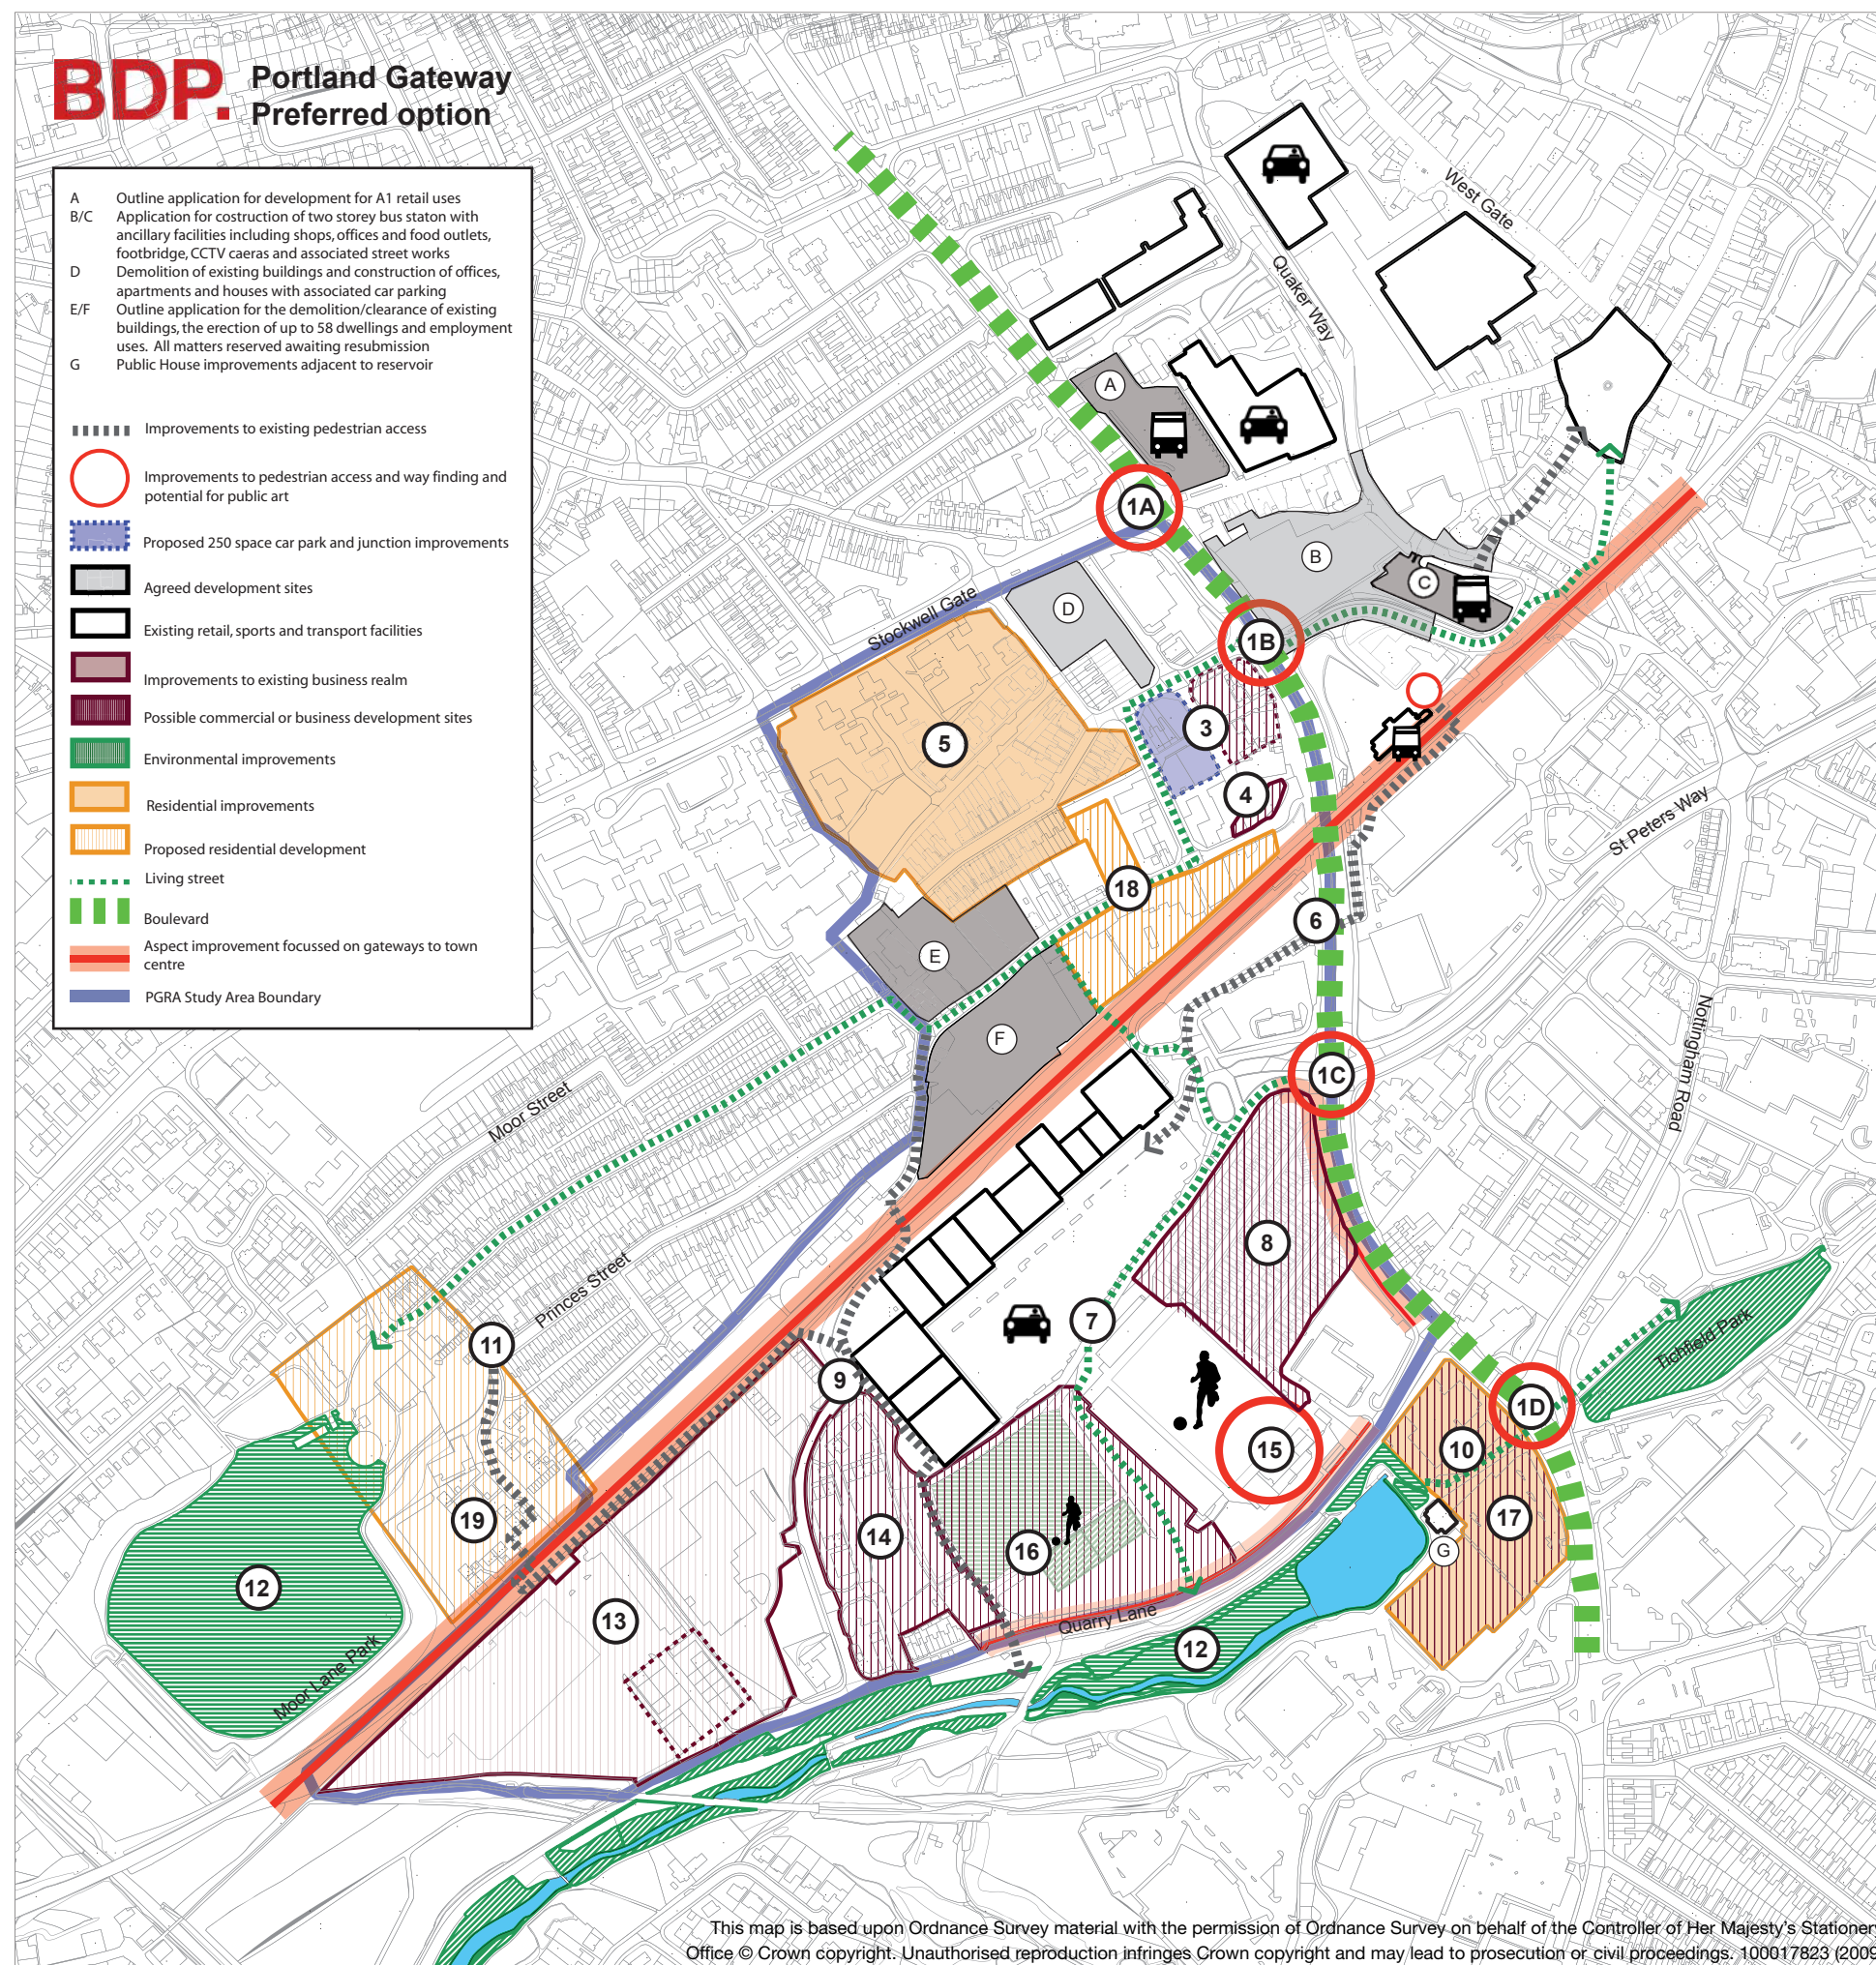 BDP.
Portland Gateway
Preferred option
A Outline application for development for A1 retail uses
B/C Application for costruction of two storey bus staton with
ancillary facilities including shops, offices and food outlets,
footbridge, CCTV caeras and associated street works
D Demolition of existing buildings and construction of offices,
apartments and houses with associated car parking
E/F Outline application for the demolition/clearance of existing
buildings, the erection of up to 58 dwellings and employment
uses. All matters reserved awaiting resubmission
G Public House improvements adjacent to reservoir
Improvements to existing pedestrian access
Improvements to pedestrian access and way finding and
potential for public art
Proposed 250 space car park and junction improvements
Agreed development sites
Existing retail, sports and transport facilities
Improvements to existing business realm
Possible commercial or business development sites
Environmental improvements
Residential improvements
Proposed residential development
Living street
Boulevard
Aspect improvement focussed on gateways to town
centre
PGRA Study Area Boundary
West Gate
Quaker Way
A
1A
B
C
Stockwell Gate
D
1B
3
5
4
St Peters Way
18
6
E
Nottingham Road
F
1C
Moor Street
8
Princes Street
7
11
Tichfield Park
9
1D
15
10
19
14
17
16
G
12
13
Quarry Lane
12
Moor Lane Park
This map is based upon Ordnance Survey material with the permission of Ordnance Survey on behalf of the Controller of Her Majesty's Stationery
Office © Crown copyright. Unauthorised reproduction infringes Crown copyright and may lead to prosecution or civil proceedings. 100017823 (2009